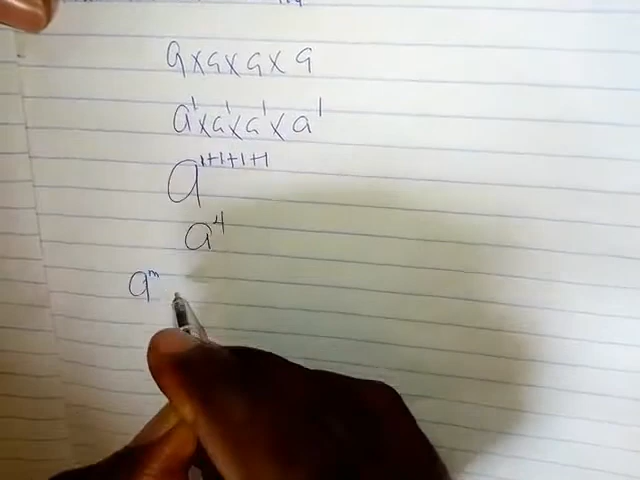 a x a x a x a
a¹ x a¹ x a¹ x a¹
a¹⁺¹⁺¹⁺¹
a⁴
aᵐ